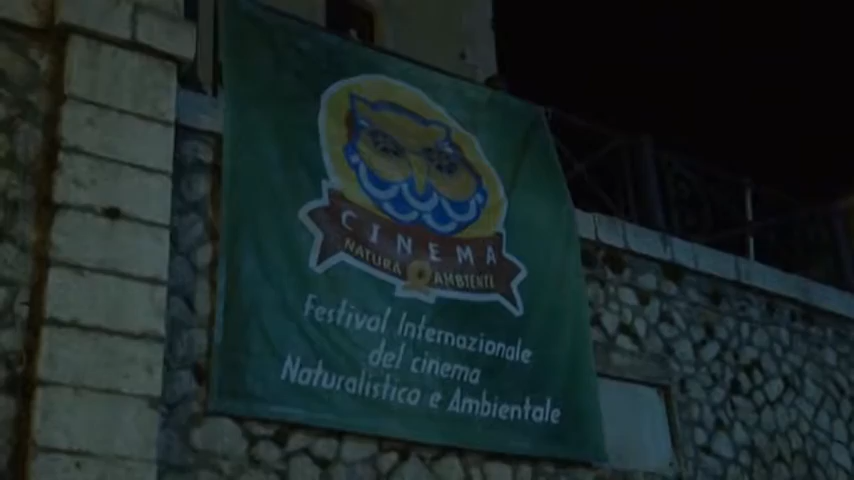 CINEMA
NATURA AMBIENTE
Festival Internazionale
del cinema
Naturalistico e Ambientale